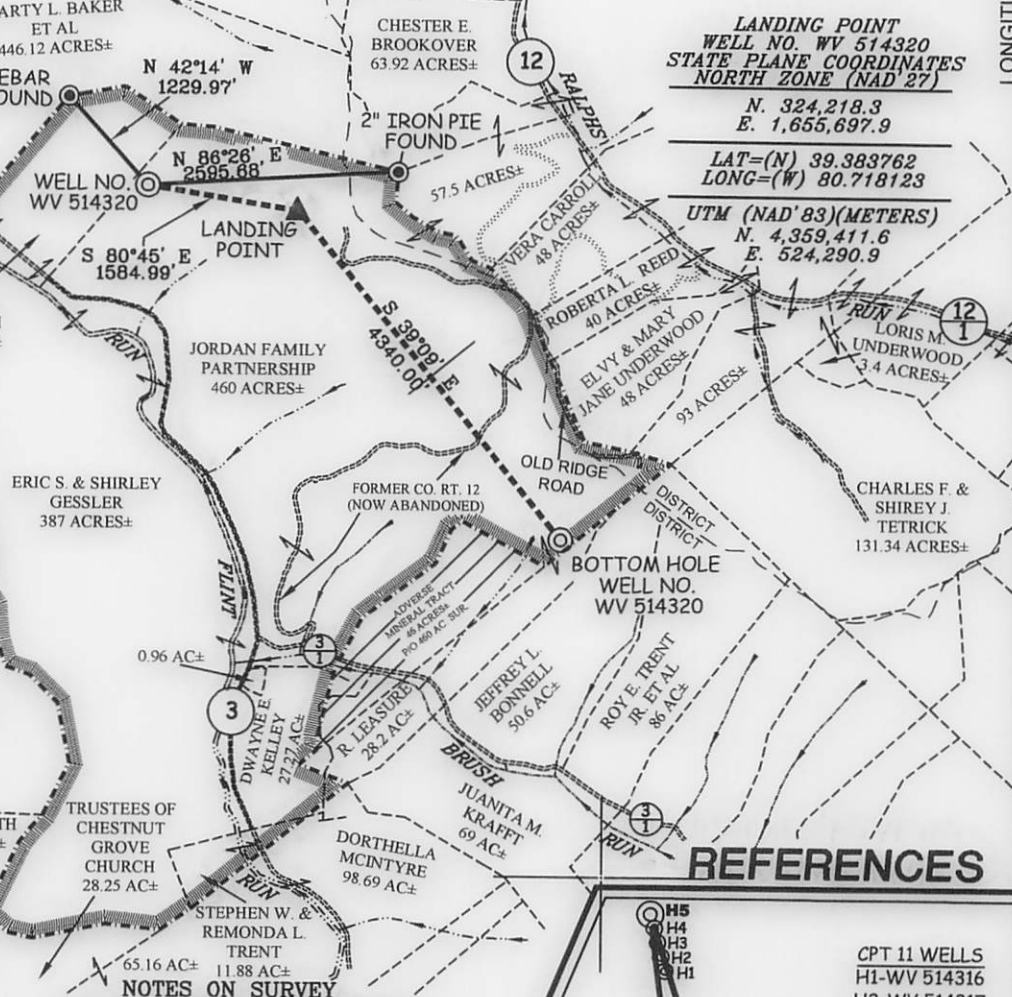 ARTY L. BAKER
ET AL
446.12 ACRES±
CHESTER E.
BROOKOVER
63.92 ACRES±
12
RALPHS
LANDING POINT
WELL NO. WV 514320
STATE PLANE COORDINATES
NORTH ZONE (NAD'27)
N. 324,218.3
E. 1,655,697.9
LAT=(N) 39.383762
LONG=(W) 80.718123
UTM (NAD'83)(METERS)
N. 4,359,411.6
E. 524,290.9
LONGIT
EBAR
OUND
N 42°14' W
1229.97'
2" IRON PIE
FOUND
N 86°26' E
2595.68'
WELL NO.
WV 514320
LANDING
POINT
S 80°45' E
1584.99'
57.5 ACRES±
VERA CARROLL
48 ACRES±
ROBERTA L. REED
40 ACRES±
ELVY & MARY
JANE UNDERWOOD
48 ACRES±
93 ACRES±
RUN
12
1
LORIS M.
UNDERWOOD
3.4 ACRES±
RUN
JORDAN FAMILY
PARTNERSHIP
460 ACRES±
S 39°09' E
4340.00'
OLD RIDGE
ROAD
ERIC S. & SHIRLEY
GESSLER
387 ACRES±
FORMER CO. RT. 12
(NOW ABANDONED)
DISTRICT
DISTRICT
CHARLES F. &
SHIREY J.
TETRICK
131.34 ACRES±
BOTTOM HOLE
WELL NO.
WV 514320
FLINT
ADVERSE
MINERAL TRACT
46 ACRES±
P/O 460 AC SUR
0.96 AC±
3
1
3
DWAYNE E.
KELLEY
27.27 AC±
R. LEASURE
28.2 AC±
JEFFREY L.
BONNELL
50.6 AC±
ROY E. TRENT
JR. ET AL
86 AC±
BRUSH
JUANITA M.
KRAFFT
69 AC±
3
1
RUN
TH
TRUSTEES OF
CHESTNUT
GROVE
CHURCH
28.25 AC±
DORTHELLA
MCINTYRE
98.69 AC±
RUN
STEPHEN W. &
REMONDA L.
TRENT
11.88 AC±
65.16 AC±
NOTES ON SURVEY
REFERENCES
H5
H4
H3
H2
H1
CPT 11 WELLS
H1-WV 514316